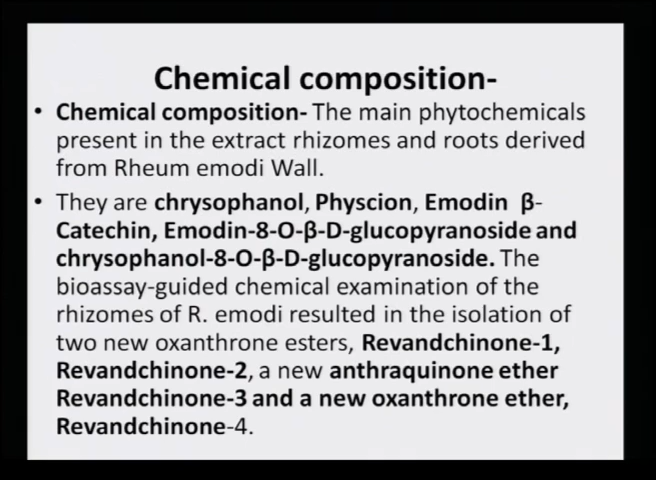 Chemical composition-
• Chemical composition- The main phytochemicals
present in the extract rhizomes and roots derived
from Rheum emodi Wall.
• They are chrysophanol, Physcion, Emodin β-
Catechin, Emodin-8-O-β-D-glucopyranoside and
chrysophanol-8-O-β-D-glucopyranoside. The
bioassay-guided chemical examination of the
rhizomes of R. emodi resulted in the isolation of
two new oxanthrone esters, Revandchinone-1,
Revandchinone-2, a new anthraquinone ether
Revandchinone-3 and a new oxanthrone ether,
Revandchinone-4.